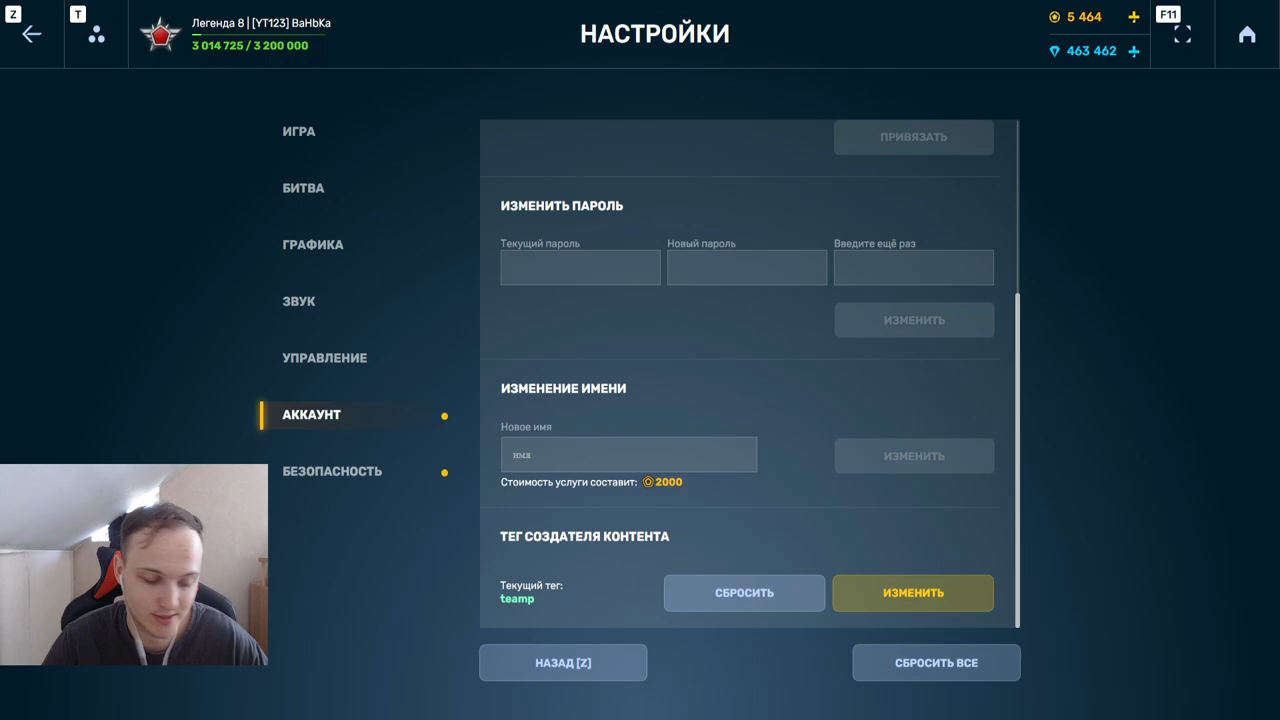 Z
T
Легенда 8 | [YT123] BaHbKa
3 014 725 / 3 200 000
НАСТРОЙКИ
5 464
463 462
F11
ИГРА
БИТВА
ГРАФИКА
ЗВУК
УПРАВЛЕНИЕ
АККАУНТ
БЕЗОПАСНОСТЬ
ПРИВЯЗАТЬ
ИЗМЕНИТЬ ПАРОЛЬ
Текущий пароль Новый пароль Введите ещё раз
ИЗМЕНИТЬ
ИЗМЕНЕНИЕ ИМЕНИ
Новое имя
имя
ИЗМЕНИТЬ
Стоимость услуги составит: 2000
ТЕГ СОЗДАТЕЛЯ КОНТЕНТА
Текущий тег:
teamp
СБРОСИТЬ
ИЗМЕНИТЬ
НАЗАД [Z]
СБРОСИТЬ ВСЕ